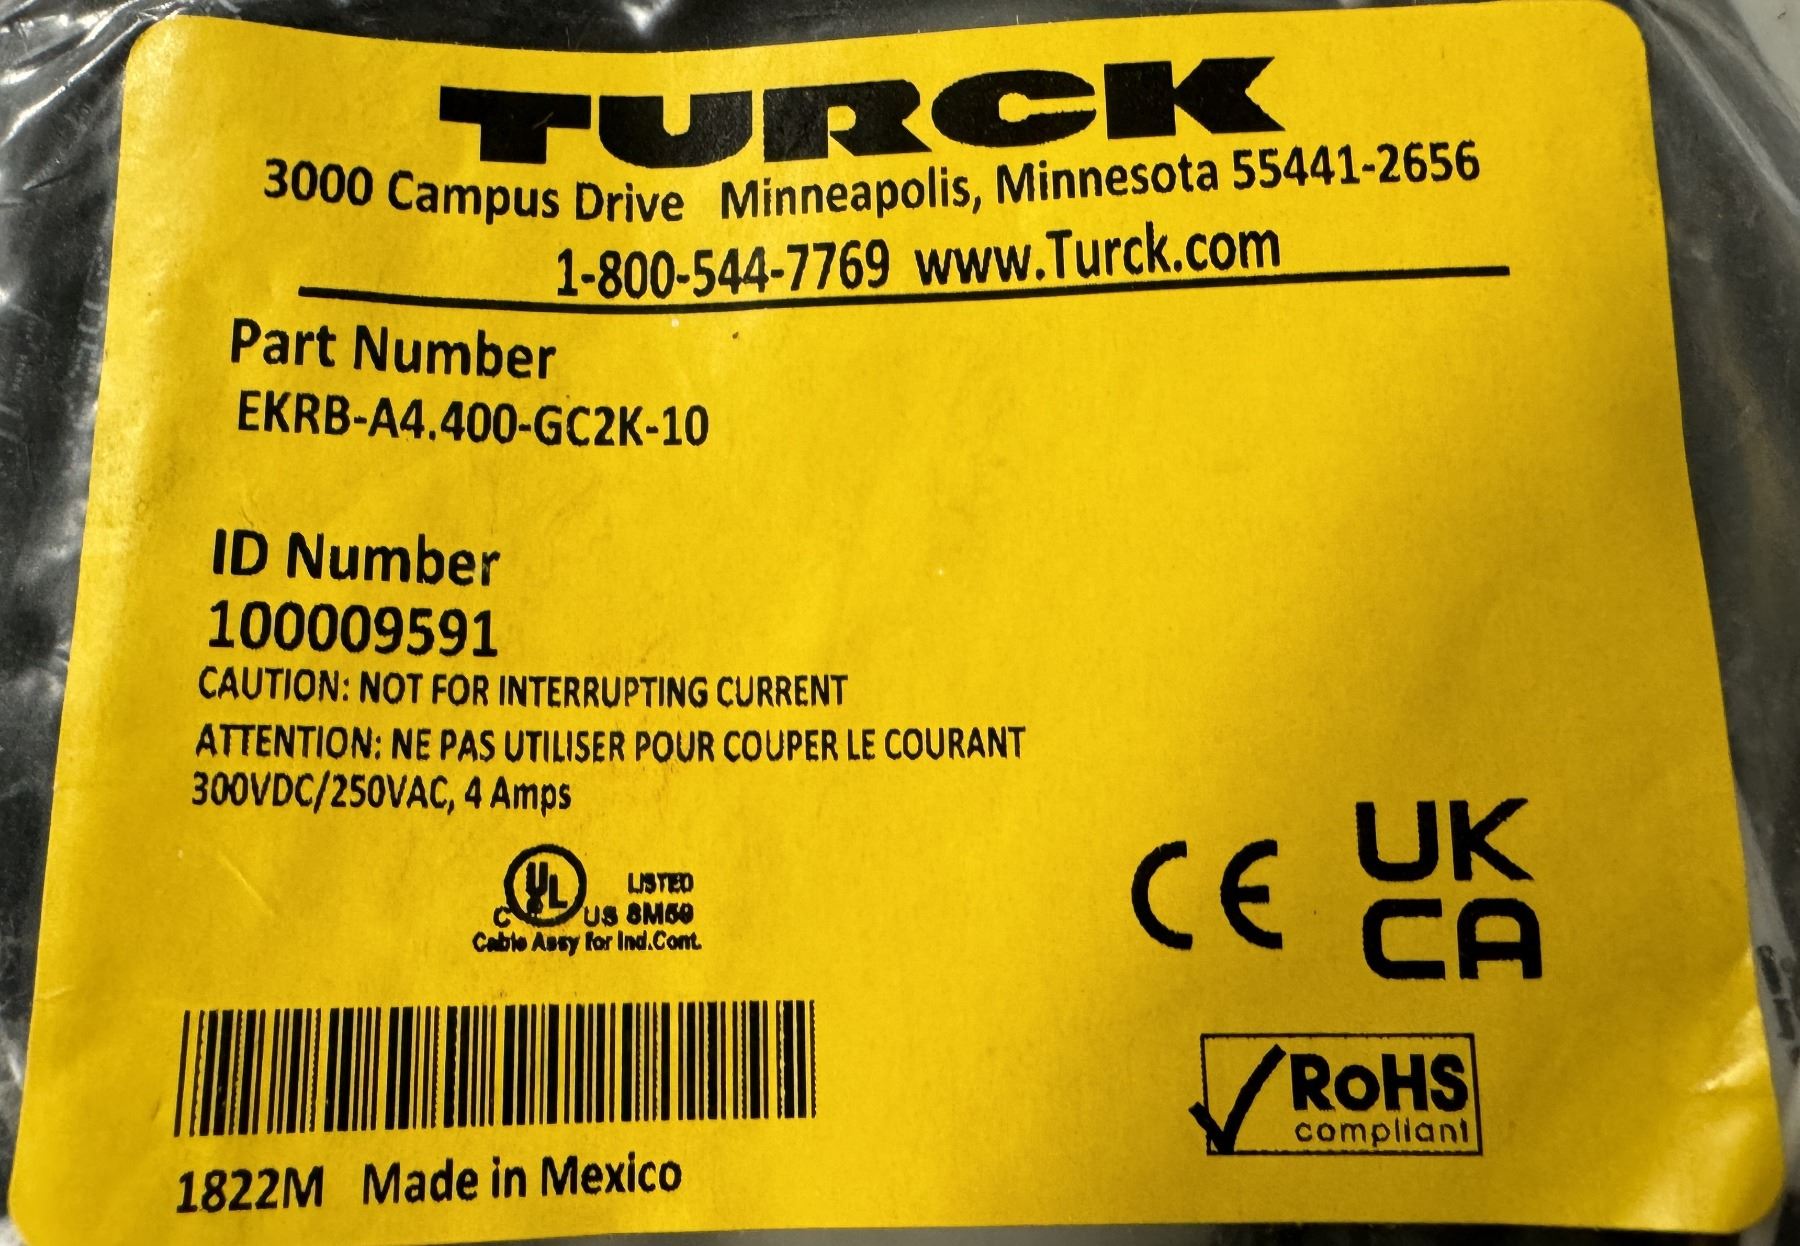 TURCK
3000 Campus Drive Minneapolis, Minnesota 55441-2656
1-800-544-7769 www.Turck.com
Part Number
EKRB-A4.400-GC2K-10
ID Number
100009591
CAUTION: NOT FOR INTERRUPTING CURRENT
ATTENTION: NE PAS UTILISER POUR COUPER LE COURANT
300VDC/250VAC, 4 Amps
UL LISTED
C US 8M59
Cable Assy for Ind.Cont.
CE
UK
CA
RoHS
compliant
1822M Made in Mexico